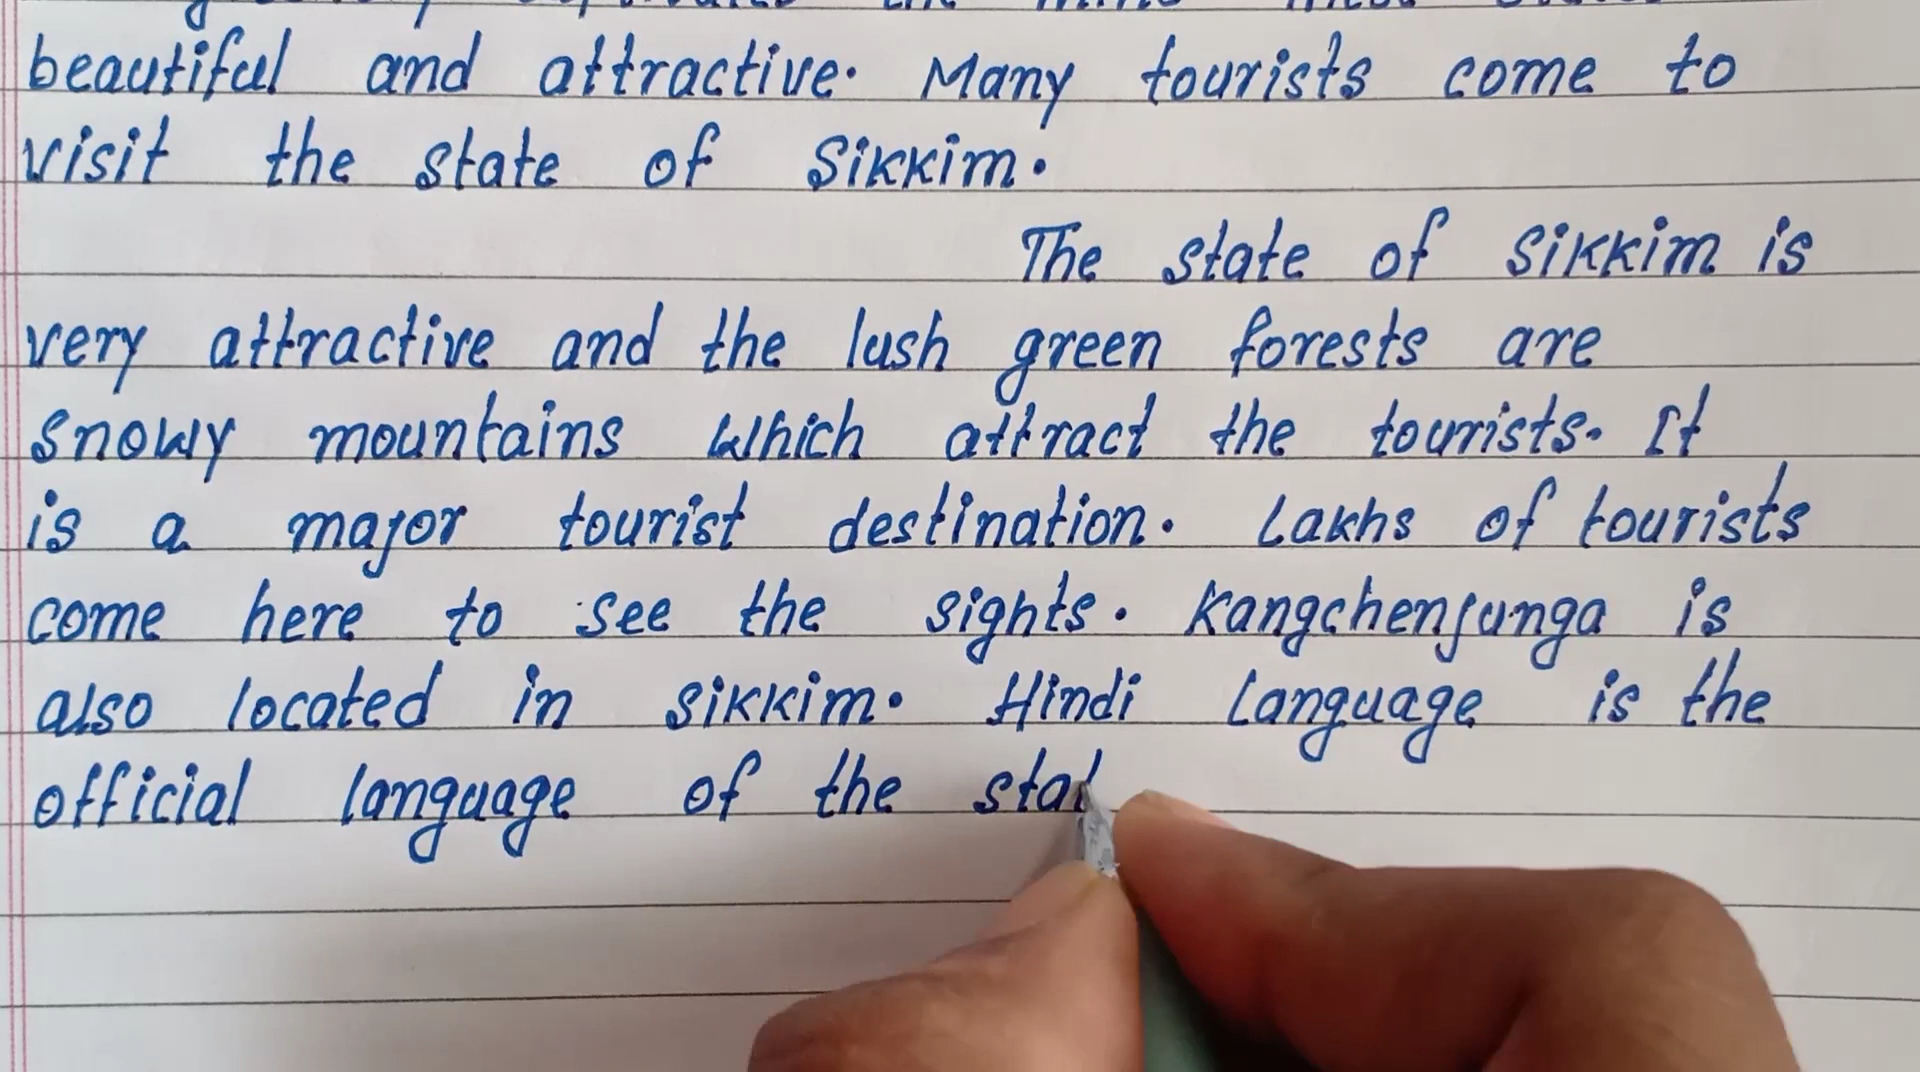 the
beautiful and attractive. Many tourists come to
visit the state of Sikkim.
The state of Sikkim is
very attractive and the lush green forests are
snowy mountains which attract the tourists. It
is a major tourist destination. Lakhs of tourists
come here to see the sights. Kangchenjunga is
also located in Sikkim. Hindi Language is the
official language of the stat